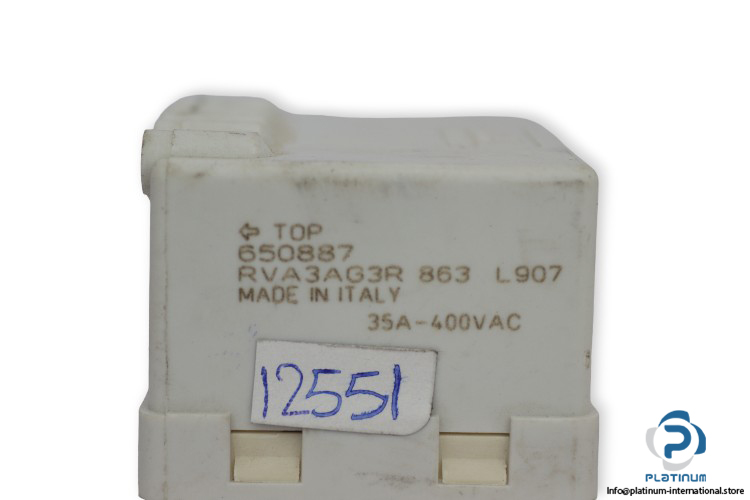 ⇦ TOP
650887
RVA3AG3R 863 L907
MADE IN ITALY
35A-400VAC
12551
PLATINUM
Info@platinum-international.store